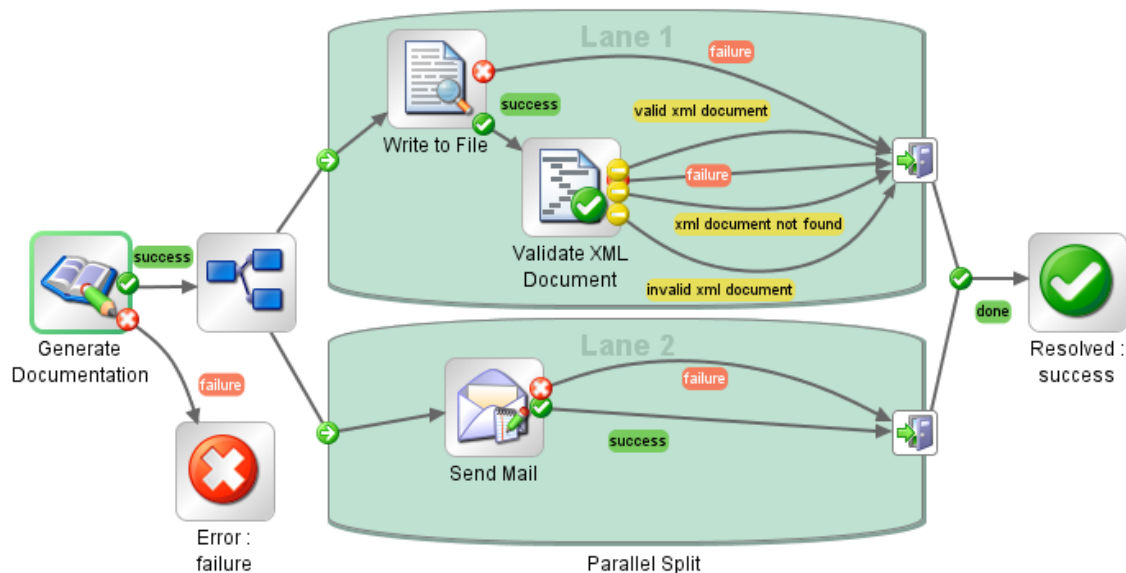 Lane 1
failure
success
valid xml document
Write to File
failure
xml document not found
Validate XML
Document
invalid xml document
success
Generate
Documentation
failure
Error :
failure
Lane 2
failure
success
Send Mail
Parallel Split
done
Resolved :
success